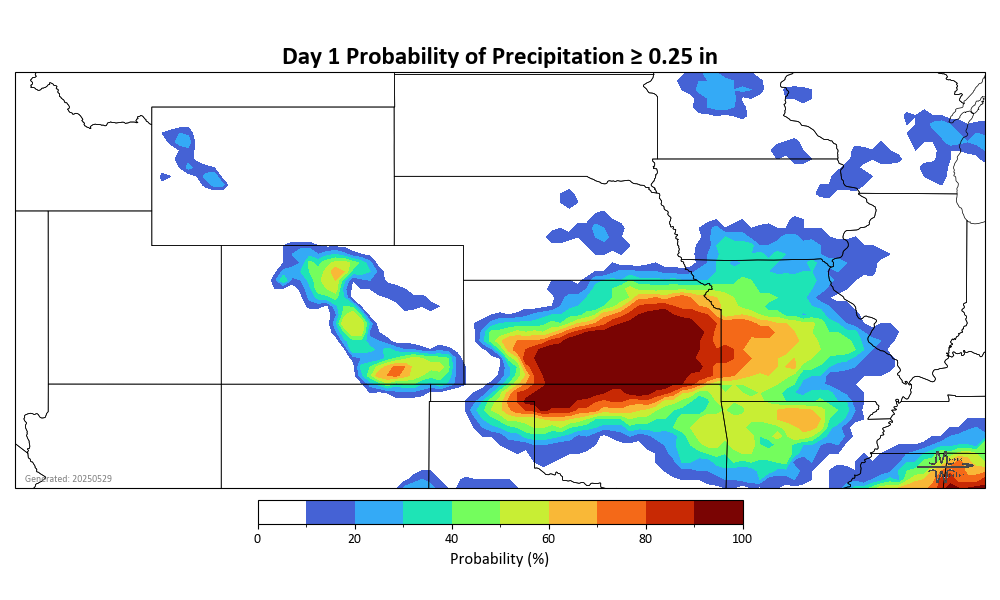 Day 1 Probability of Precipitation ≥ 0.25 in
Generated: 20250529
0 20 40 60 80 100
Probability (%)